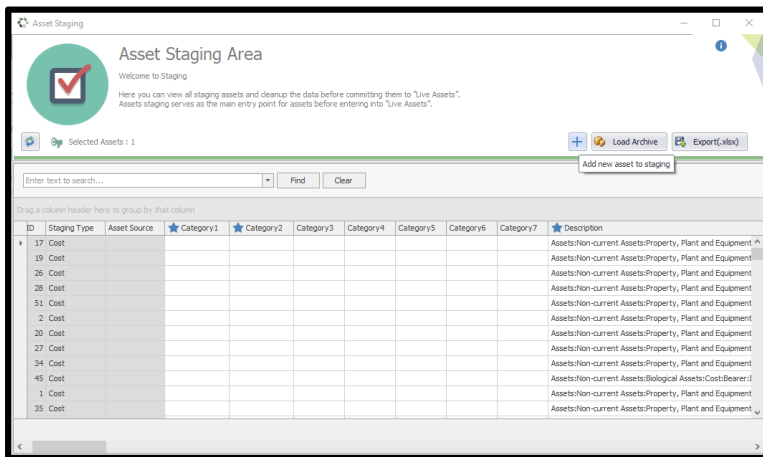 Asset Staging
Asset Staging Area
Welcome to Staging
Here you can view all staging assets and cleanup the data before committing them to "Live Assets".
Assets staging serves as the main entry point for assets before entering into "Live Assets".
Selected Assets : 1
Load Archive
Export(.xlsx)
Add new asset to staging
Enter text to search...
Find
Clear
Drag a column header here to group by that column
ID Staging Type Asset Source Category1 Category2 Category3 Category4 Category5 Category6 Category7 Description
17 Cost Assets:Non-current Assets:Property, Plant and Equipment
19 Cost Assets:Non-current Assets:Property, Plant and Equipment
26 Cost Assets:Non-current Assets:Property, Plant and Equipment
28 Cost Assets:Non-current Assets:Property, Plant and Equipment
51 Cost Assets:Non-current Assets:Property, Plant and Equipment
2 Cost Assets:Non-current Assets:Property, Plant and Equipment
20 Cost Assets:Non-current Assets:Property, Plant and Equipment
27 Cost Assets:Non-current Assets:Property, Plant and Equipment
34 Cost Assets:Non-current Assets:Property, Plant and Equipment
45 Cost Assets:Non-current Assets:Biological Assets:Cost:Bearer:
1 Cost Assets:Non-current Assets:Property, Plant and Equipment
35 Cost Assets:Non-current Assets:Property, Plant and Equipment